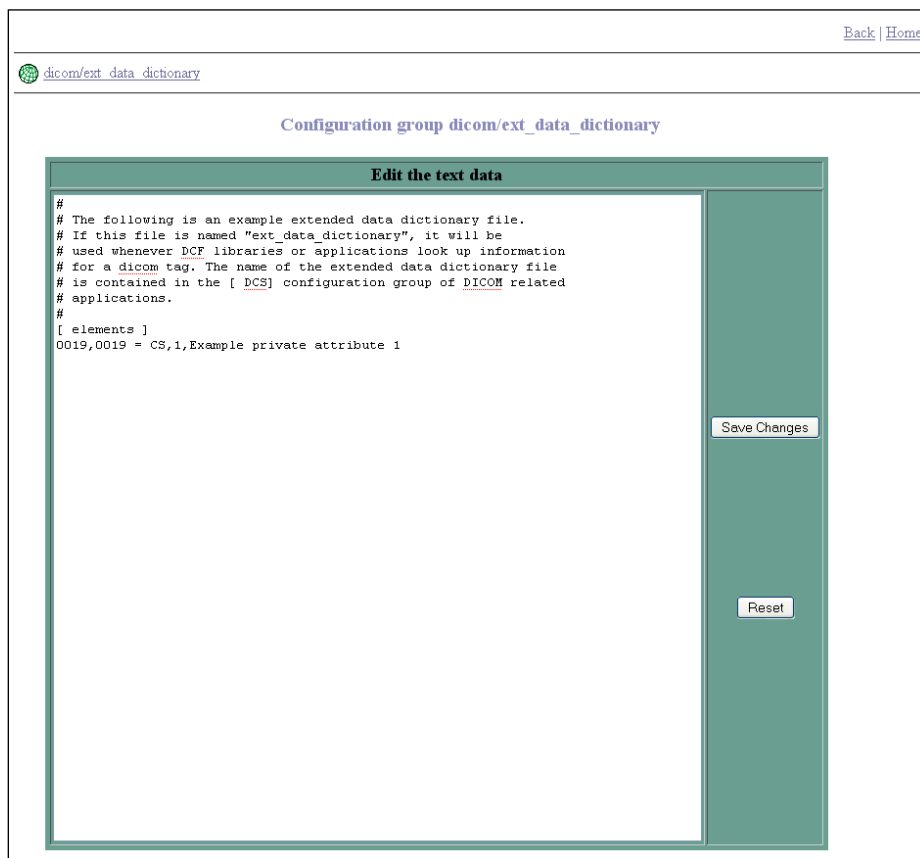 Back | Home
dicom/ext_data_dictionary
Configuration group dicom/ext_data_dictionary
Edit the text data
#
# The following is an example extended data dictionary file.
# If this file is named "ext_data_dictionary", it will be
# used whenever DCF libraries or applications look up information
# for a dicom tag. The name of the extended data dictionary file
# is contained in the [ DCS] configuration group of DICOM related
# applications.
#
[ elements ]
0019,0019 = CS,1,Example private attribute 1
Save Changes
Reset